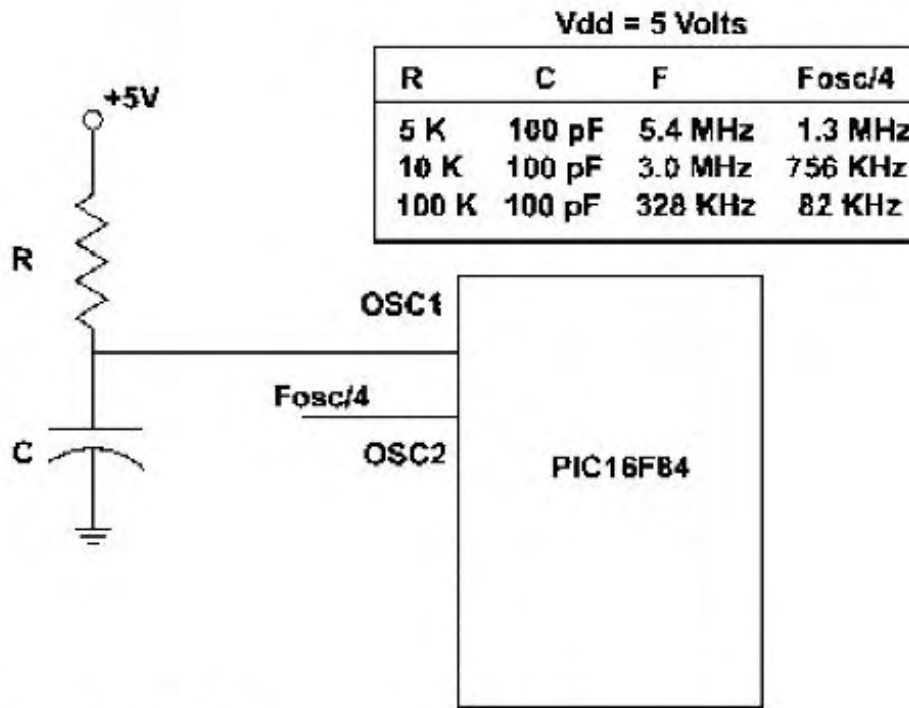 Vdd = 5 Volts
R C F Fosc/4
5 K 100 pF 5.4 MHz 1.3 MHz
10 K 100 pF 3.0 MHz 756 KHz
100 K 100 pF 328 KHz 82 KHz
+5V
R
OSC1
Fosc/4
C
OSC2
PIC16F84